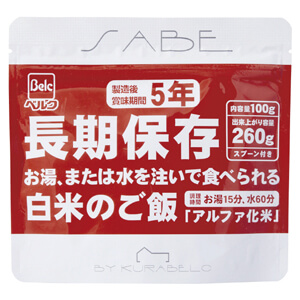 SABE
Belc
ベルク
製造後
賞味期間 5年
内容量100g
出来上がり容量
260g
スプーン付き
長期保存
お湯、または水を注いで食べられる
白米のご飯
調理
時間
お湯15分、水60分
「アルファ化米」
BY KURABELC